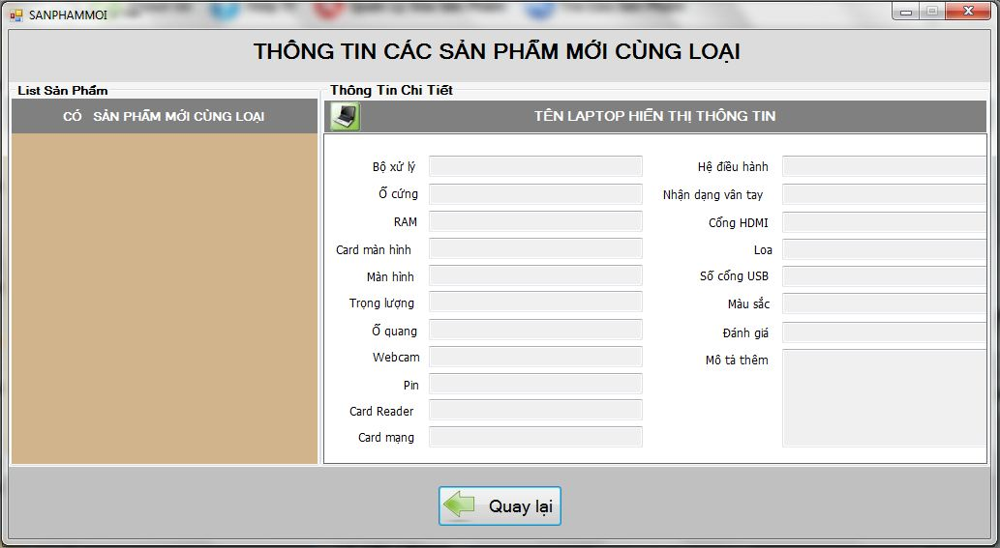 SANPHAMMOI
THÔNG TIN CÁC SẢN PHẨM MỚI CÙNG LOẠI
List Sản Phẩm
CÓ SẢN PHẨM MỚI CÙNG LOẠI
Thông Tin Chi Tiết
TÊN LAPTOP HIỂN THỊ THÔNG TIN
Bộ xử lý
Ổ cứng
RAM
Card màn hình
Màn hình
Trọng lượng
Ổ quang
Webcam
Pin
Card Reader
Card mạng
Hệ điều hành
Nhận dạng vân tay
Cổng HDMI
Loa
Số cổng USB
Màu sắc
Đánh giá
Mô tả thêm
Quay lại